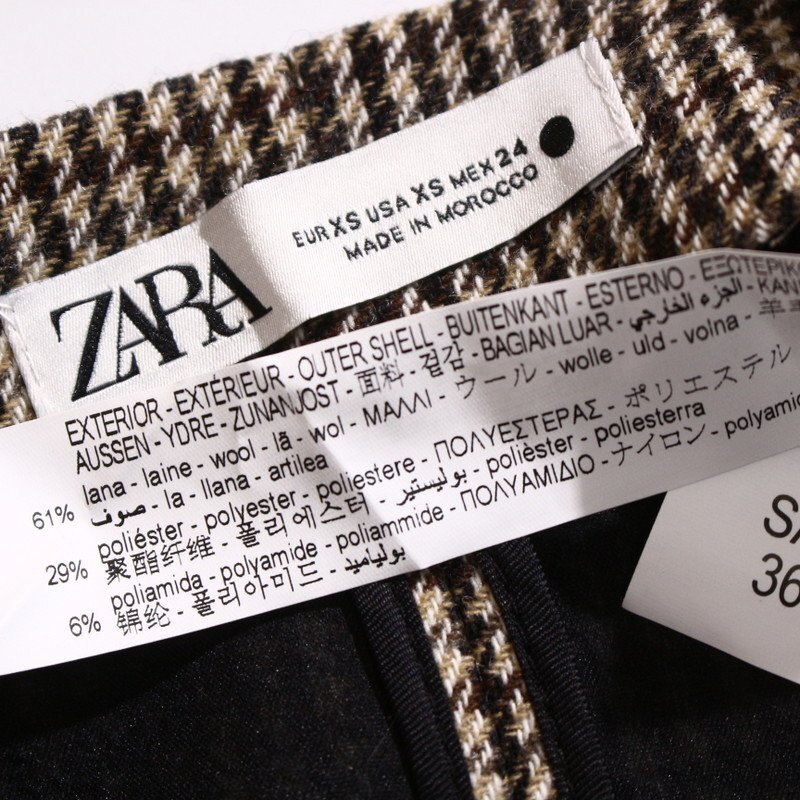 ZARA
EUR XS USA XS MEX 24
MADE IN MOROCCO
EXTERIOR - EXTÉRIEUR - OUTER SHELL - BUITENKANT - ESTERNO - ΕΞΩΤΕΡΙΚ
AUSSEN - YDRE - ZUNANJOST - 面料 - 겉감 - BAGIAN LUAR - الجزء الخارجي - KAN
61% lana - laine - wool - lã - wol - ΜΑΛΛΙ - ウール - wolle - uld - volna - 羊
صوف - la - llana - artilea
29% poliéster - polyester - poliestere - ΠΟΛΥΕΣΤΕΡΑΣ - ポリエステル
聚酯纤维 - 폴리에스터 - بوليستير - polièster - poliesterra
6% poliamida - polyamide - poliammide - ΠΟΛΥΑΜΙΔΙΟ - ナイロン - polyamid
锦纶 - 폴리아미드 - بولياميد
36